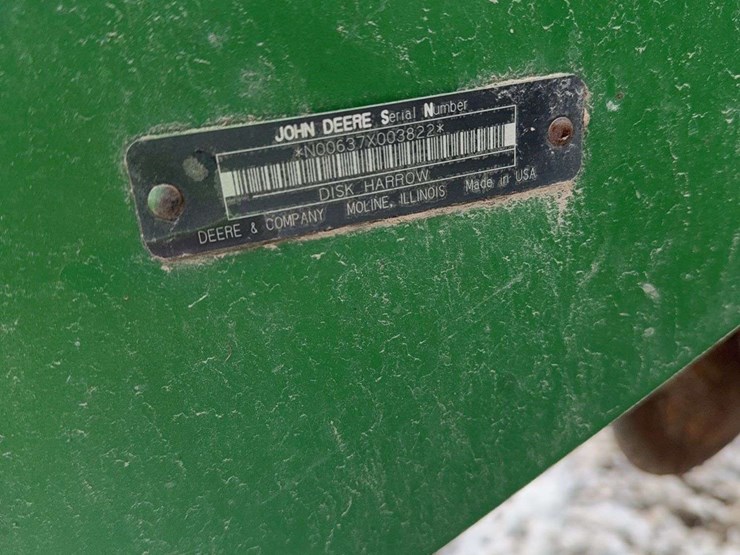 JOHN DEERE Serial Number
*N00637X003822*
DISK HARROW
DEERE & COMPANY MOLINE, ILLINOIS Made in USA